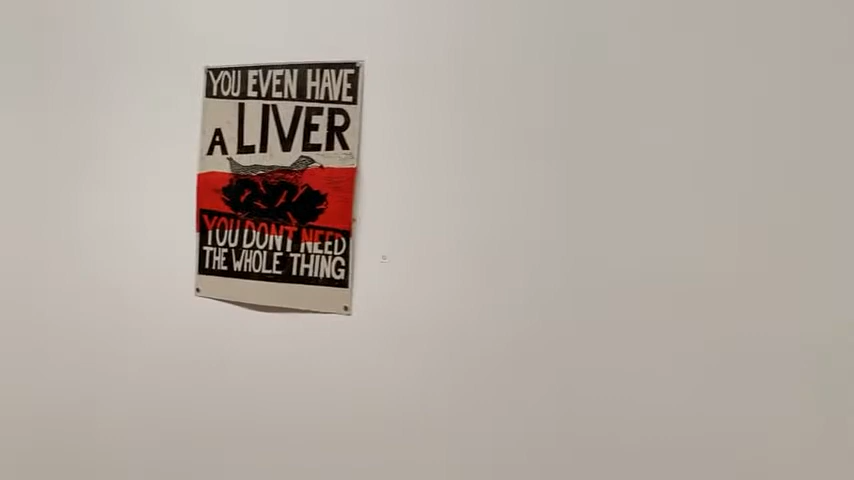 YOU EVEN HAVE
A LIVER
YOU DONT NEED
THE WHOLE THING